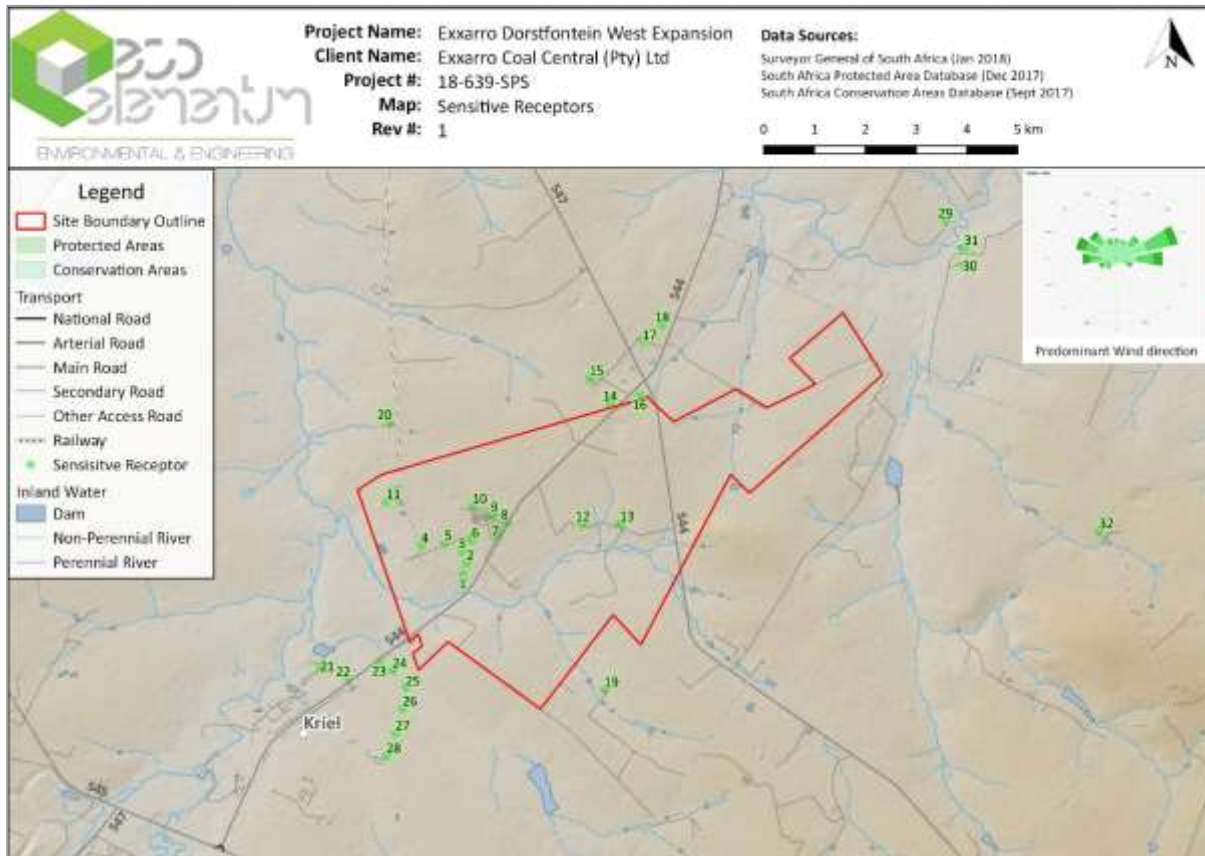 eco
elementum
ENVIRONMENTAL & ENGINEERING
Project Name: Exxarro Dorstfontein West Expansion
Client Name: Exxarro Coal Central (Pty) Ltd
Project #: 18-639-SPS
Map: Sensitive Receptors
Rev #: 1
Data Sources:
Surveyor General of South Africa (Jan 2018)
South Africa Protected Area Database (Dec 2017)
South Africa Conservation Areas Database (Sept 2017)
0 1 2 3 4 5 km
N
Legend
Site Boundary Outline
Protected Areas
Conservation Areas
Transport
National Road
Arterial Road
Main Road
Secondary Road
Other Access Road
Railway
Sensisitve Receptor
Inland Water
Dam
Non-Perennial River
Perennial River
Predominant Wind direction
547
29
31
30
544
18
17
15
14
16
20
11
10
9
8
7
12
13
6
5
4
3
2
1
544
32
544
21
22
23
24
25
26
27
28
19
Kriel
545
547